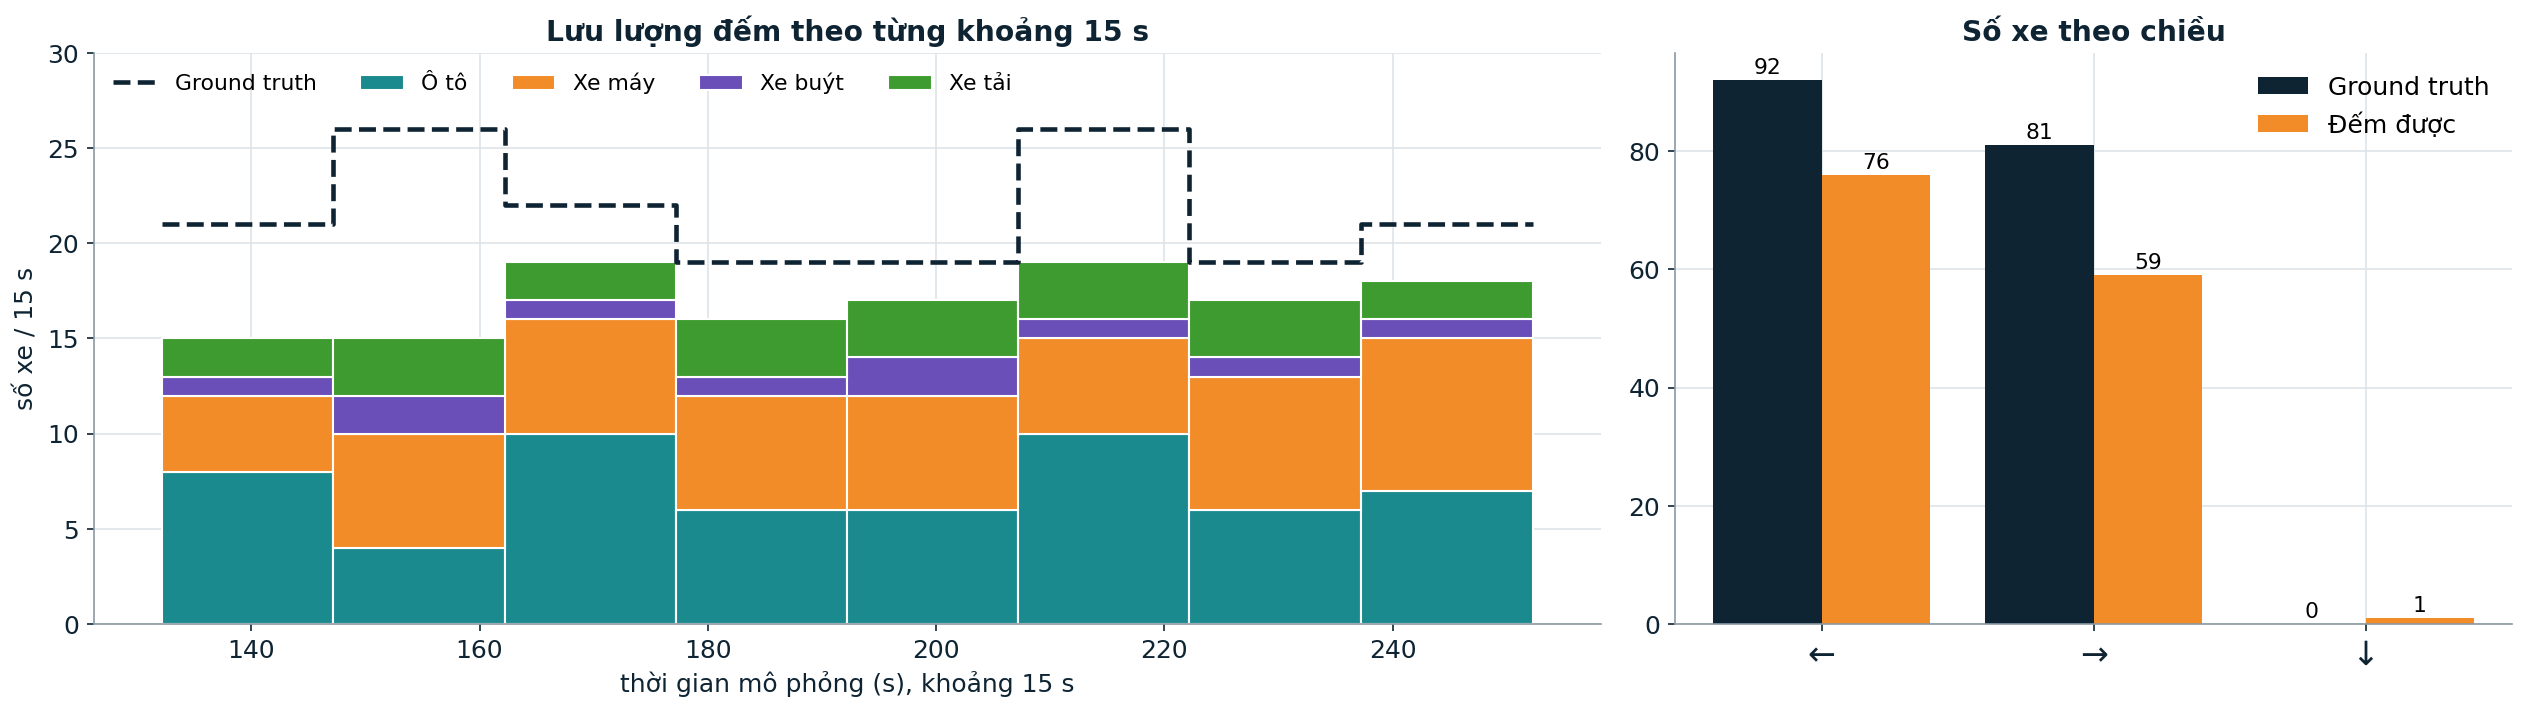 Lưu lượng đếm theo từng khoảng 15 s
Ground truth Ô tô Xe máy Xe buýt Xe tải
số xe / 15 s
30
25
20
15
10
5
0
140 160 180 200 220 240
thời gian mô phỏng (s), khoảng 15 s
Số xe theo chiều
Ground truth
Đếm được
92
76
81
59
0
1
80
60
40
20
0
← → ↓